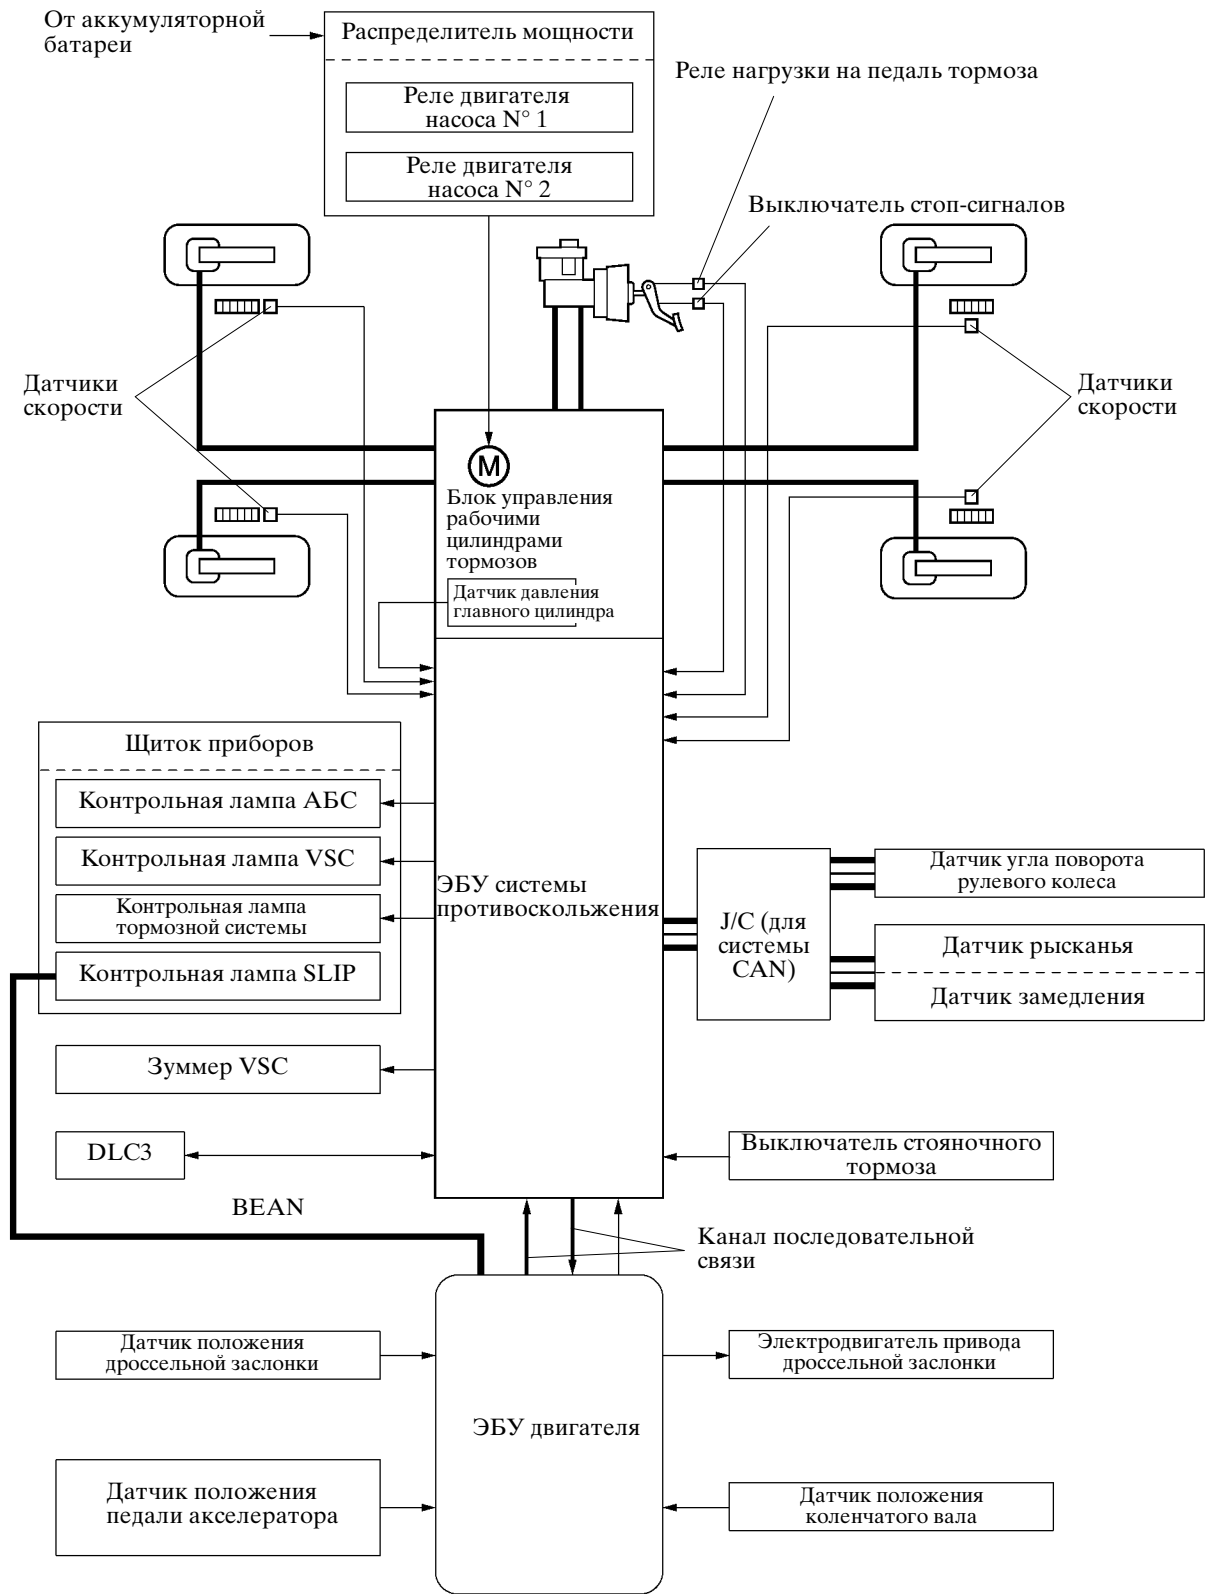 От аккумуляторной
батареи
Распределитель мощности
Реле двигателя
насоса N° 1
Реле двигателя
насоса N° 2
Реле нагрузки на педаль тормоза
Выключатель стоп-сигналов
Датчики
скорости
Датчики
скорости
M
Блок управления
рабочими
цилиндрами
тормозов
Датчик давления
главного цилиндра
Щиток приборов
Контрольная лампа АБС
Контрольная лампа VSC
Контрольная лампа
тормозной системы
Контрольная лампа SLIP
ЭБУ системы
противоскольжения
J/C (для
системы
CAN)
Датчик угла поворота
рулевого колеса
Датчик рысканья
Датчик замедления
Зуммер VSC
DLC3
Выключатель стояночного
тормоза
BEAN
Канал последовательной
связи
Датчик положения
дроссельной заслонки
Электродвигатель привода
дроссельной заслонки
ЭБУ двигателя
Датчик положения
педали акселератора
Датчик положения
коленчатого вала